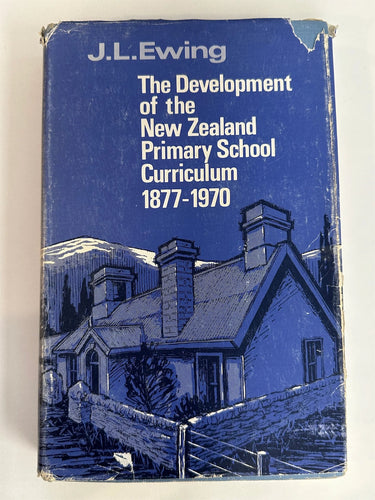 J.L.Ewing
The Development
of the
New Zealand
Primary School
Curriculum
1877-1970